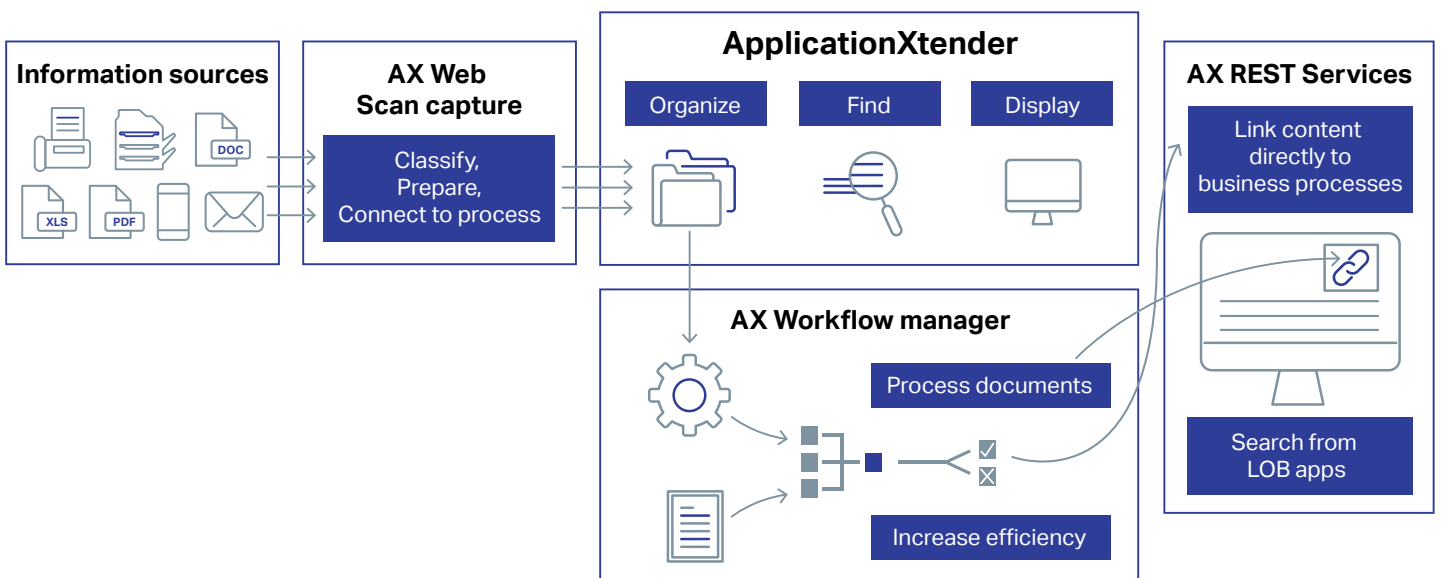 Information sources
DOC
XLS
PDF
AX Web
Scan capture
Classify,
Prepare,
Connect to process
ApplicationXtender
Organize
Find
Display
AX Workflow manager
Process documents
Increase efficiency
AX REST Services
Link content
directly to
business processes
Search from
LOB apps